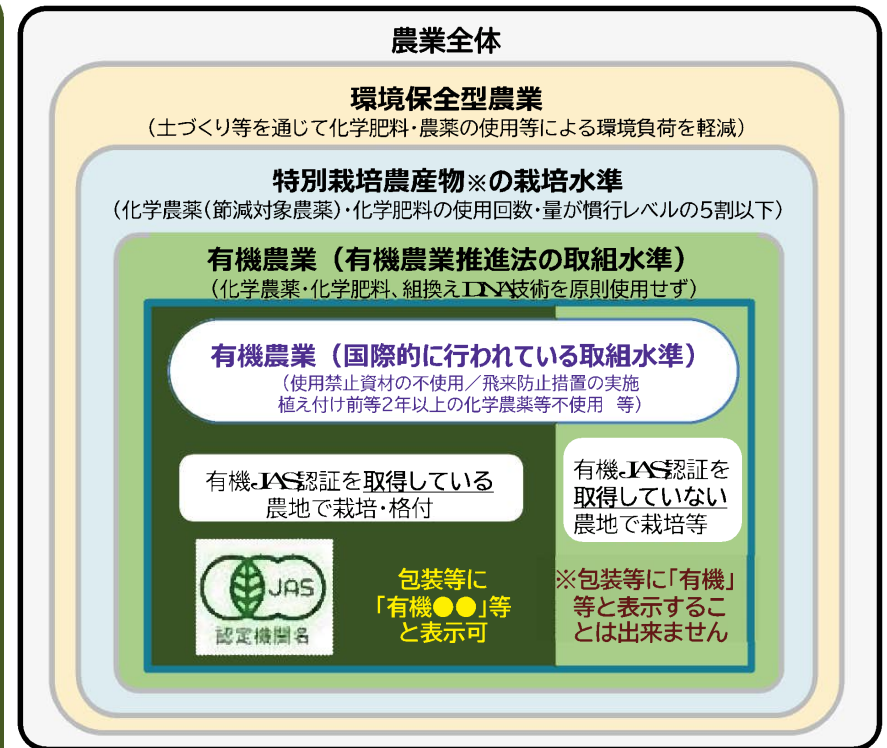 農業全体
環境保全型農業
（土づくり等を通じて化学肥料・農薬の使用等による環境負荷を軽減）
特別栽培農産物※の栽培水準
（化学農薬（節減対象農薬）・化学肥料の使用回数・量が慣行レベルの５割以下）
有機農業（有機農業推進法の取組水準）
（化学農薬・化学肥料、組換えDNA技術を原則使用せず）
有機農業（国際的に行われている取組水準）
（使用禁止資材の不使用／飛来防止措置の実施
植え付け前等２年以上の化学農薬等不使用　等）
有機JAS認証を取得している
農地で栽培・格付
有機JAS認証を
取得していない
農地で栽培等
JAS
認定機関名
包装等に
「有機●●」等
と表示可
※包装等に「有機」
等と表示するこ
とは出来ません